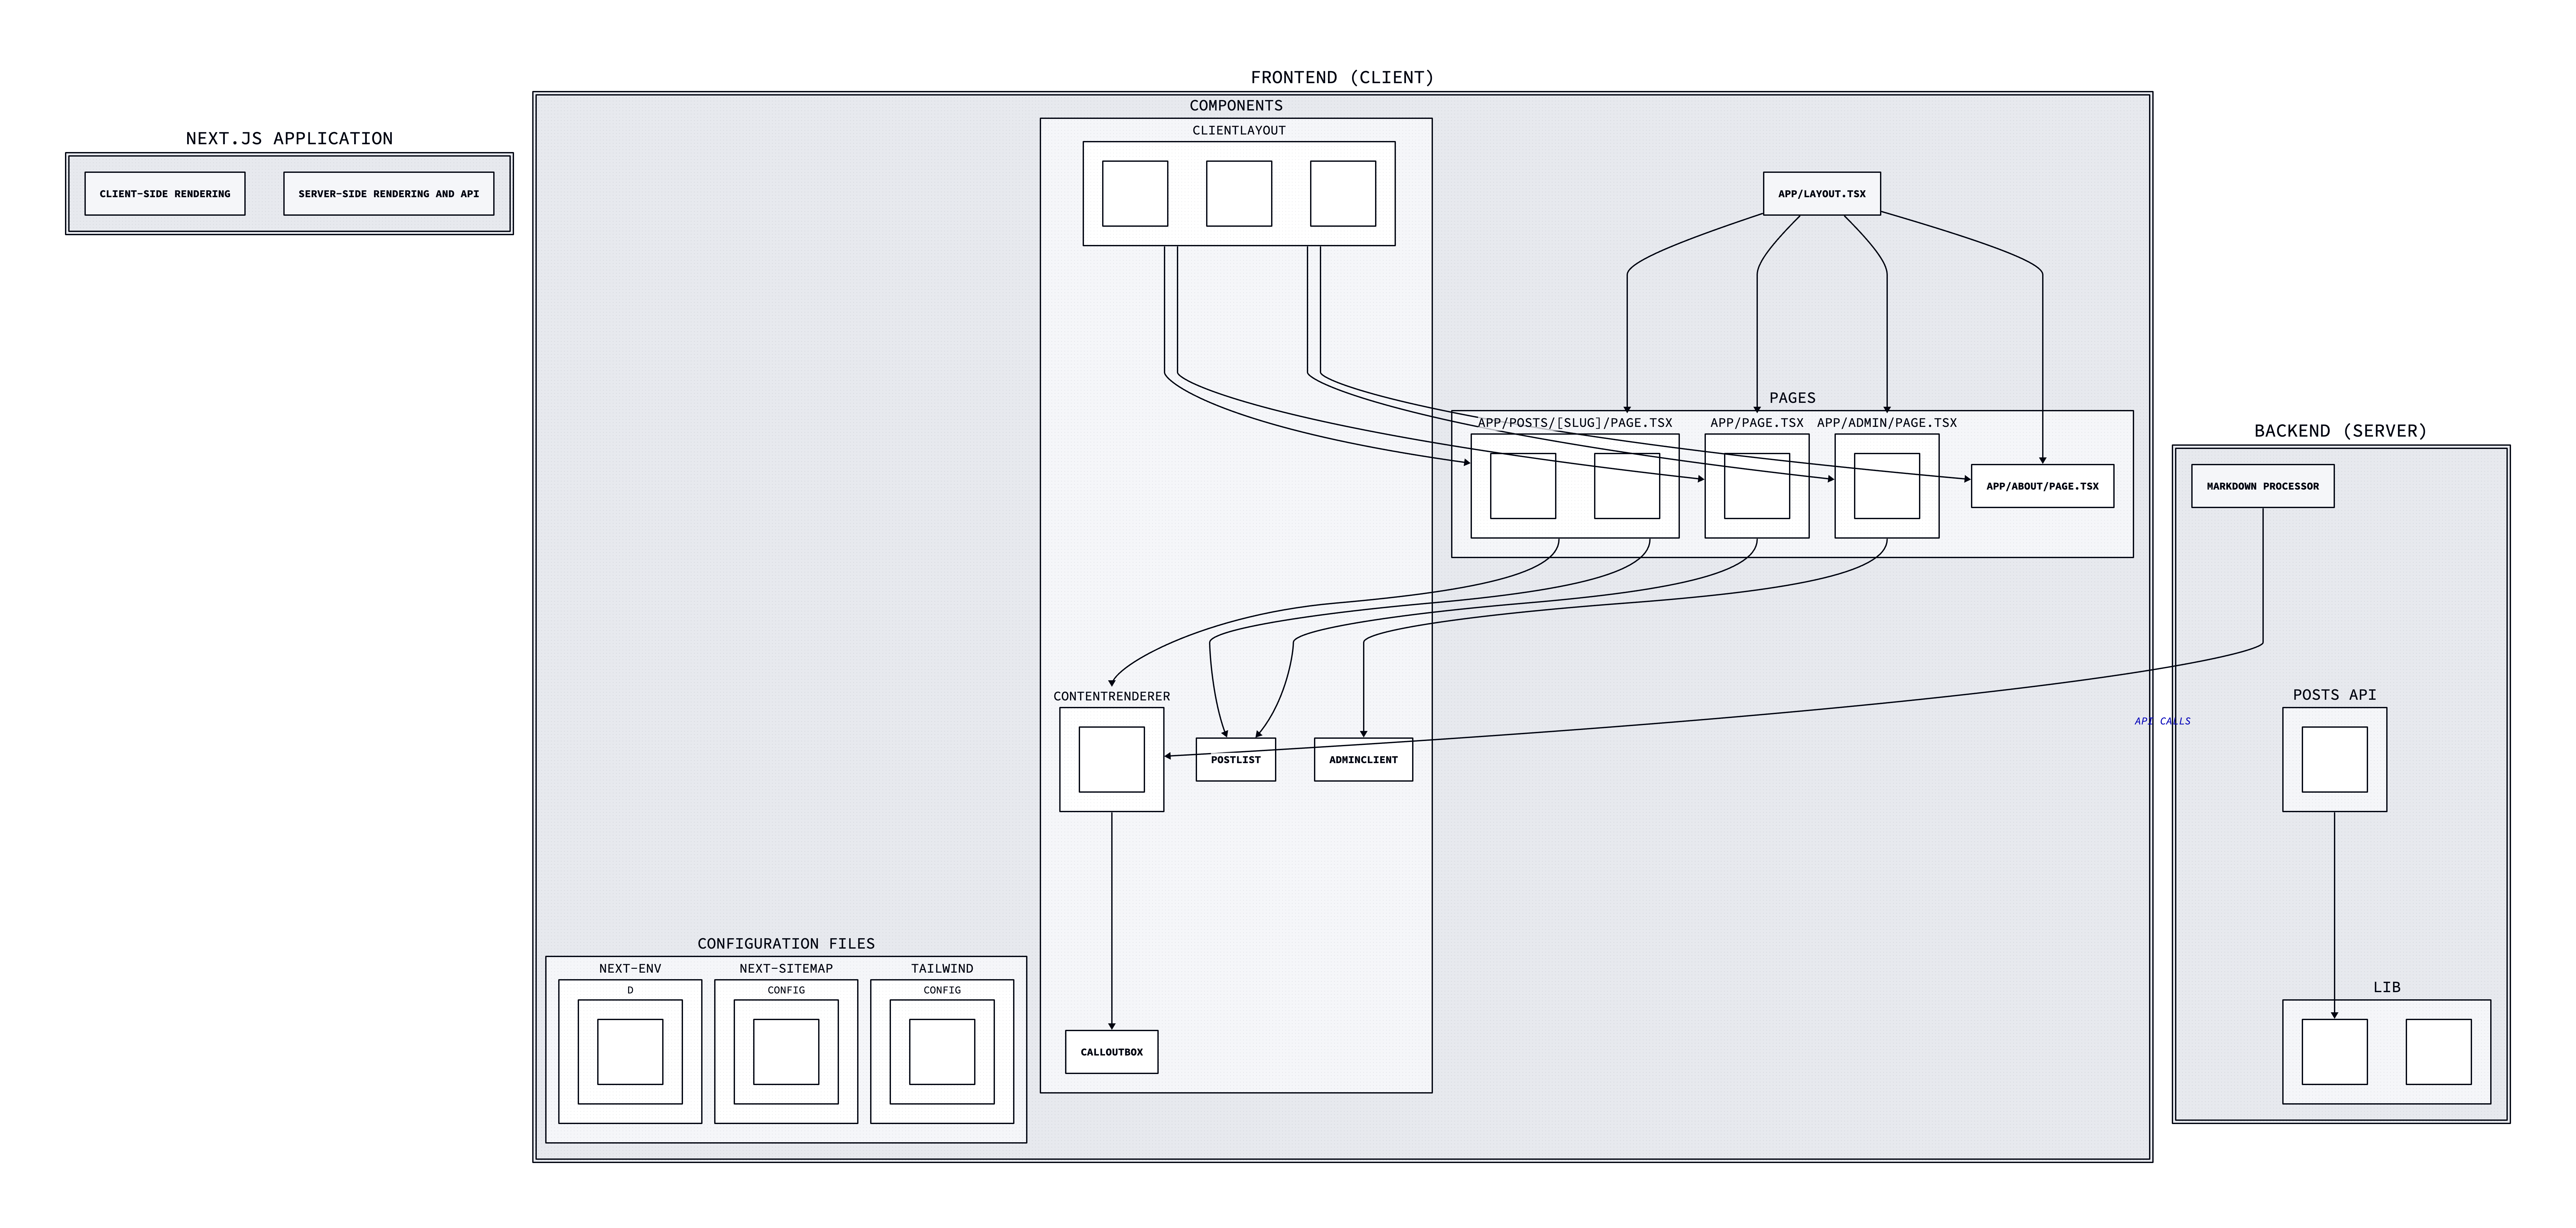 FRONTEND (CLIENT)
COMPONENTS
CLIENTLAYOUT
NEXT.JS APPLICATION
CLIENT-SIDE RENDERING
SERVER-SIDE RENDERING AND API
APP/LAYOUT.TSX
PAGES
APP/POSTS/[SLUG]/PAGE.TSX
APP/PAGE.TSX
APP/ADMIN/PAGE.TSX
APP/ABOUT/PAGE.TSX
BACKEND (SERVER)
MARKDOWN PROCESSOR
POSTS API
API CALLS
CONTENTRENDERER
POSTLIST
ADMINCLIENT
CONFIGURATION FILES
NEXT-ENV
NEXT-SITEMAP
TAILWIND
D
CONFIG
CONFIG
CALLOUTBOX
LIB